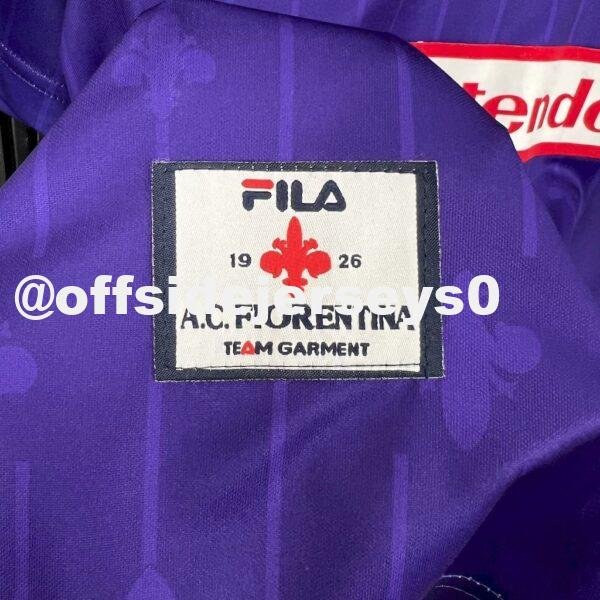 tendo
FILA
19 26
@offsidejerseys0
A.C. FIORENTINA
TEAM GARMENT